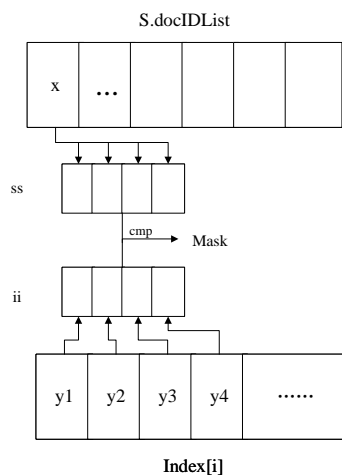 S.docIDList
x ...
ss
cmp
Mask
ii
y1 y2 y3 y4 ......
Index[i]